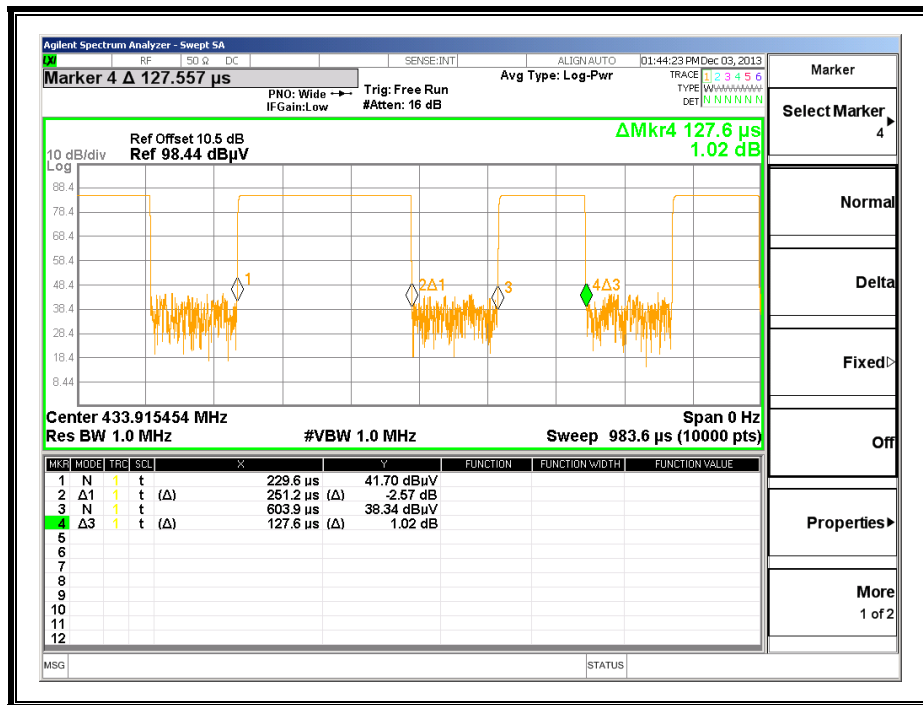 Agilent Spectrum Analyzer - Swept SA
LXI RF 50 Ω DC SENSE:INT ALIGN AUTO 01:44:23 PM Dec 03, 2013
Marker 4 Δ 127.557 µs
PNO: Wide
IFGain:Low
Trig: Free Run
#Atten: 16 dB
Avg Type: Log-Pwr
TRACE 1 2 3 4 5 6
TYPE WWWWWW
DET N N N N N N
ΔMkr4 127.6 µs
1.02 dB
Ref Offset 10.5 dB
10 dB/div Ref 98.44 dBµV
Log
88.4
78.4
68.4
58.4
48.4
38.4
28.4
18.4
8.44
1
2Δ1
3
4Δ3
Center 433.915454 MHz Span 0 Hz
Res BW 1.0 MHz #VBW 1.0 MHz Sweep 983.6 µs (10000 pts)
MKR MODE TRC SCL X Y FUNCTION FUNCTION WIDTH FUNCTION VALUE
1 N 1 t 229.6 µs 41.70 dBµV
2 Δ1 1 t (Δ) 251.2 µs (Δ) -2.57 dB
3 N 1 t 603.9 µs 38.34 dBµV
4 Δ3 1 t (Δ) 127.6 µs (Δ) 1.02 dB
5
6
7
8
9
10
11
12
MSG STATUS
Marker
Select Marker
4
Normal
Delta
Fixed
Off
Properties
More
1 of 2